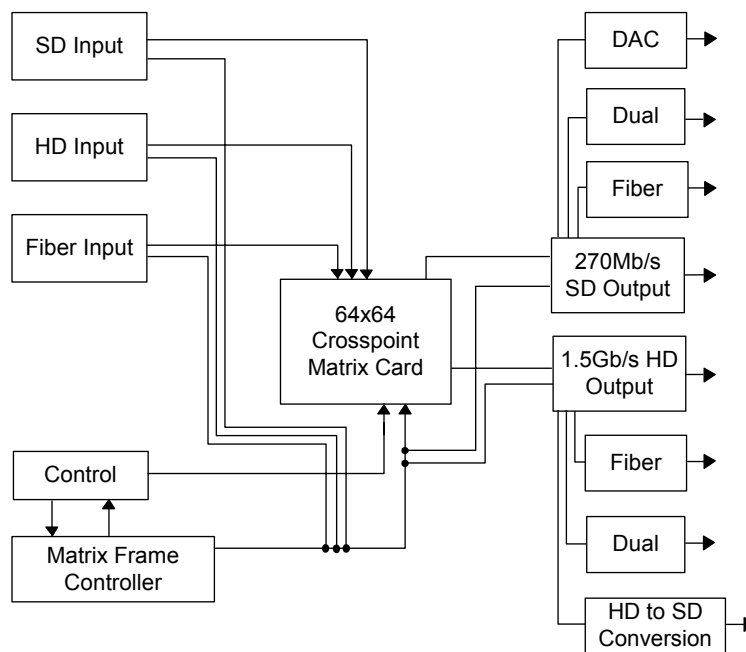 SD Input
HD Input
Fiber Input
64x64
Crosspoint
Matrix Card
Control
Matrix Frame
Controller
DAC
Dual
Fiber
270Mb/s
SD Output
1.5Gb/s HD
Output
Fiber
Dual
HD to SD
Conversion